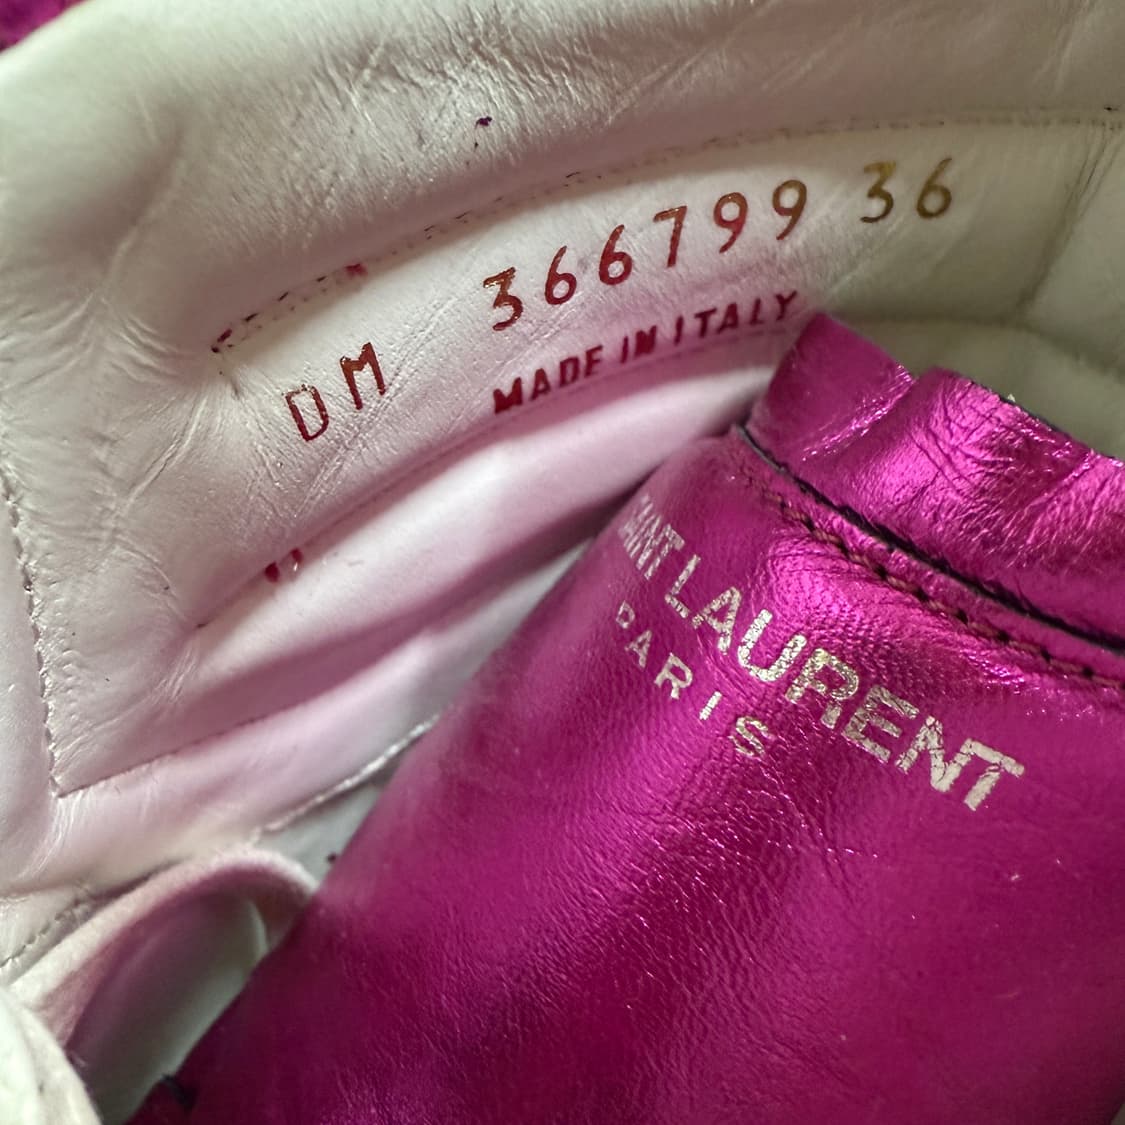 DM 366799 36
MADE IN ITALY
SAINT LAURENT
PARIS